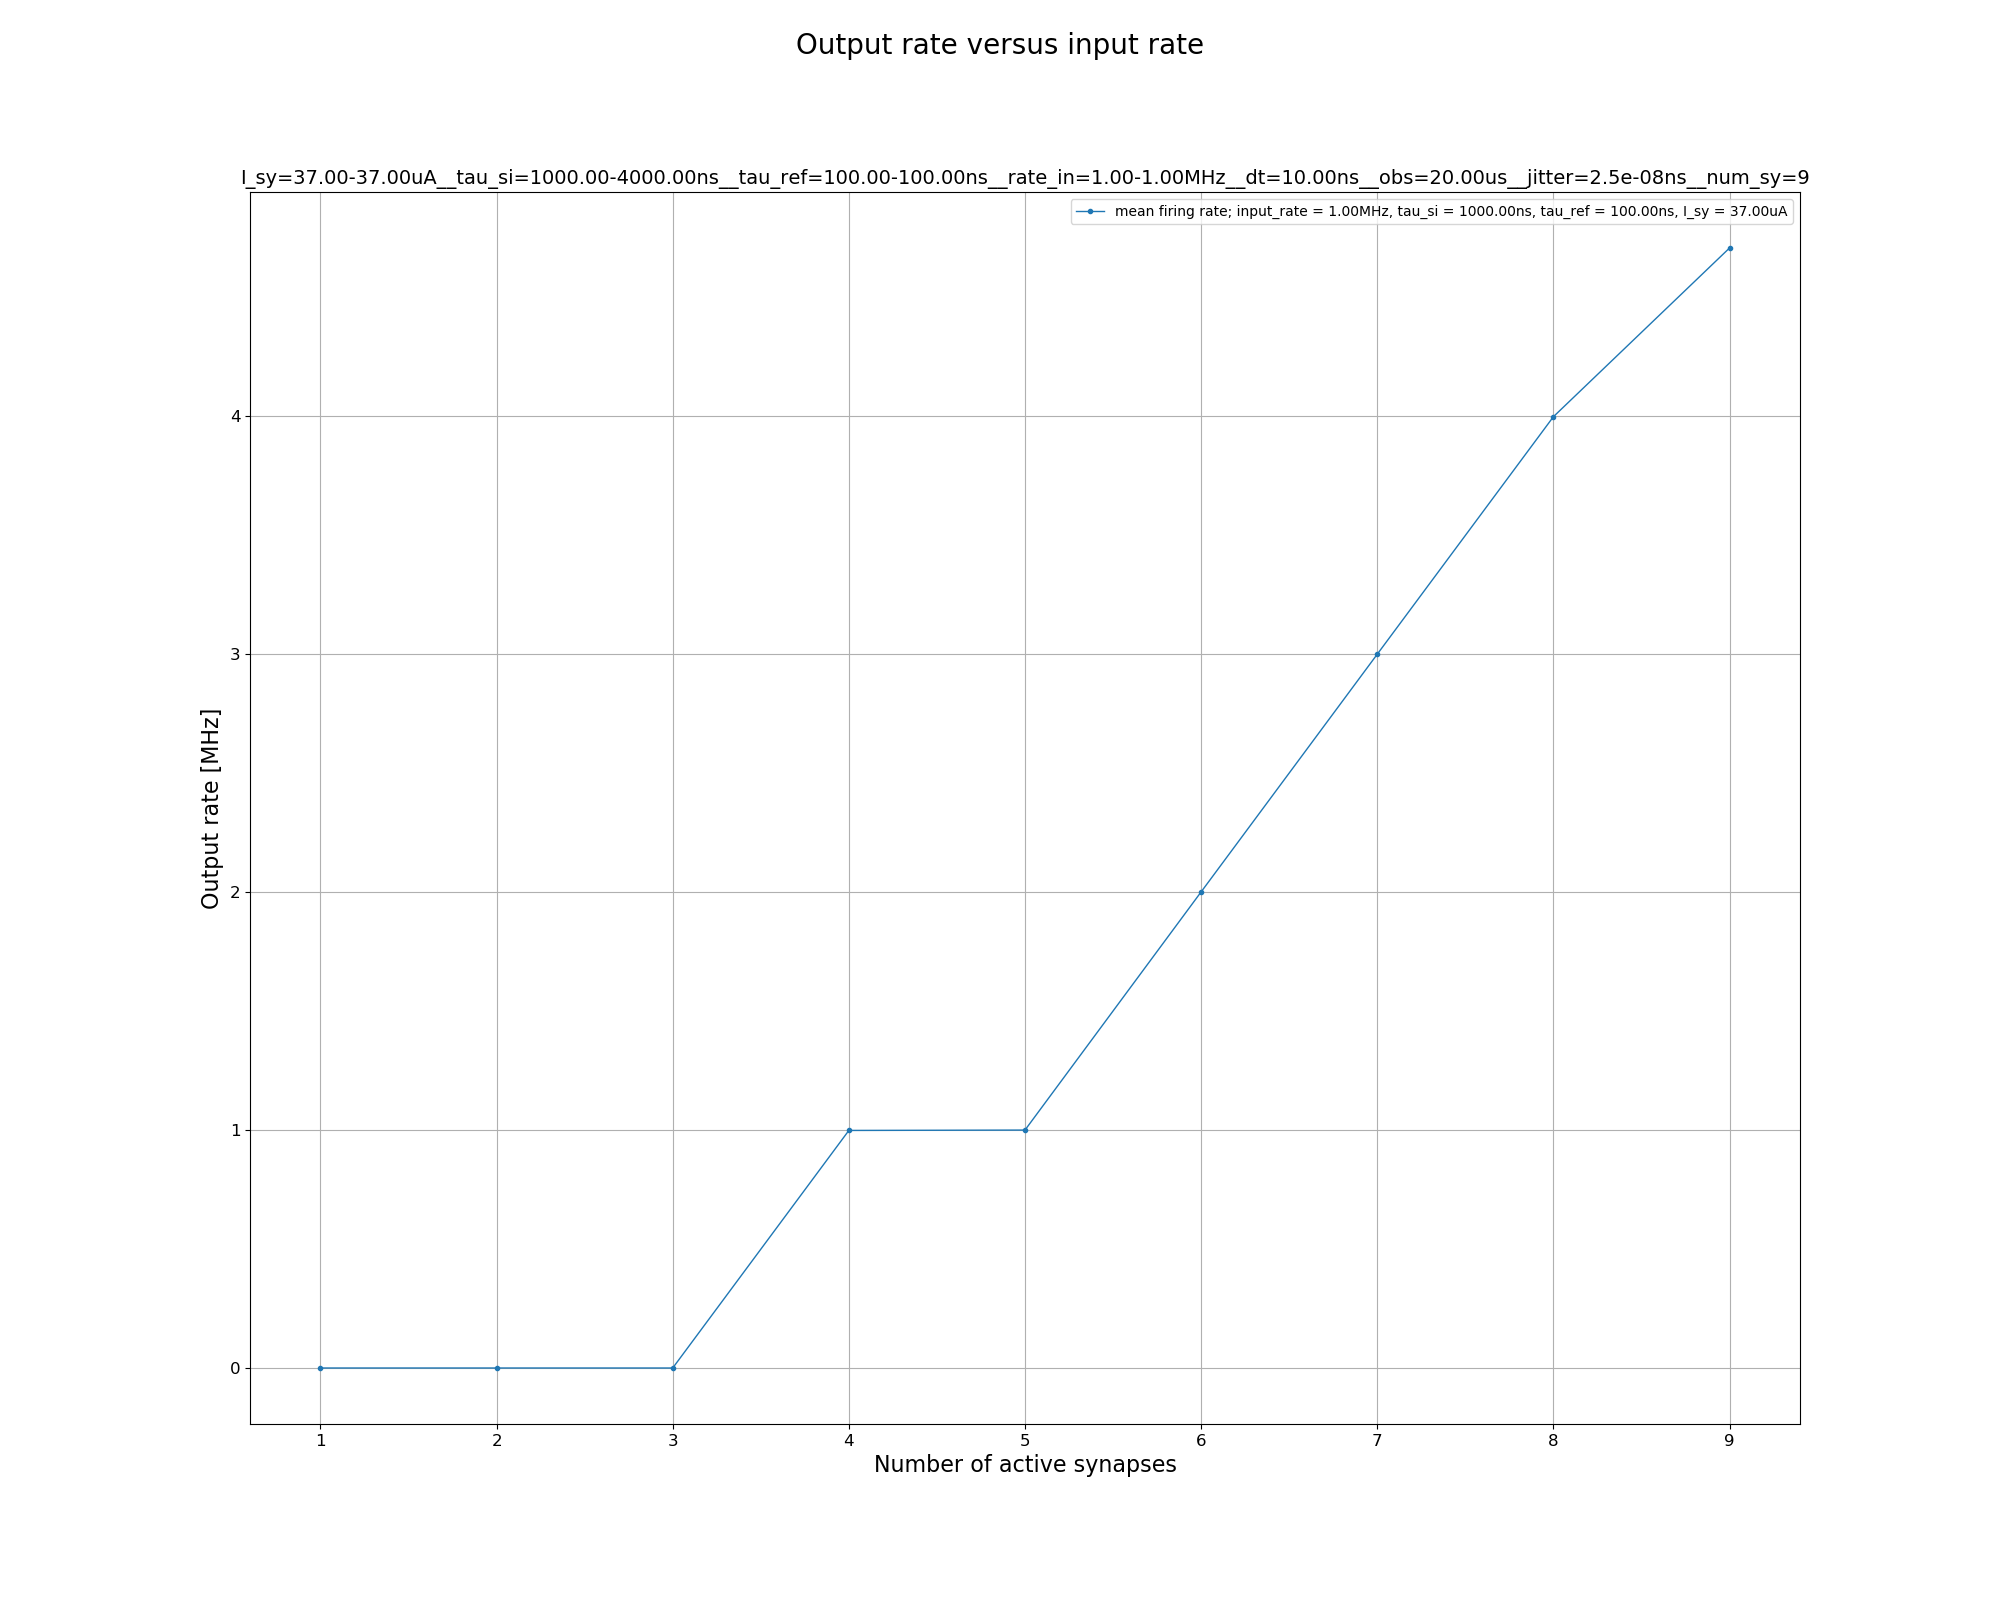 Output rate versus input rate
I_sy=37.00-37.00uA__tau_si=1000.00-4000.00ns__tau_ref=100.00-100.00ns__rate_in=1.00-1.00MHz__dt=10.00ns__obs=20.00us__jitter=2.5e-08ns__num_sy=9
mean firing rate; input_rate = 1.00MHz, tau_si = 1000.00ns, tau_ref = 100.00ns, I_sy = 37.00uA
4
3
2
1
0
Output rate [MHz]
1 2 3 4 5 6 7 8 9
Number of active synapses